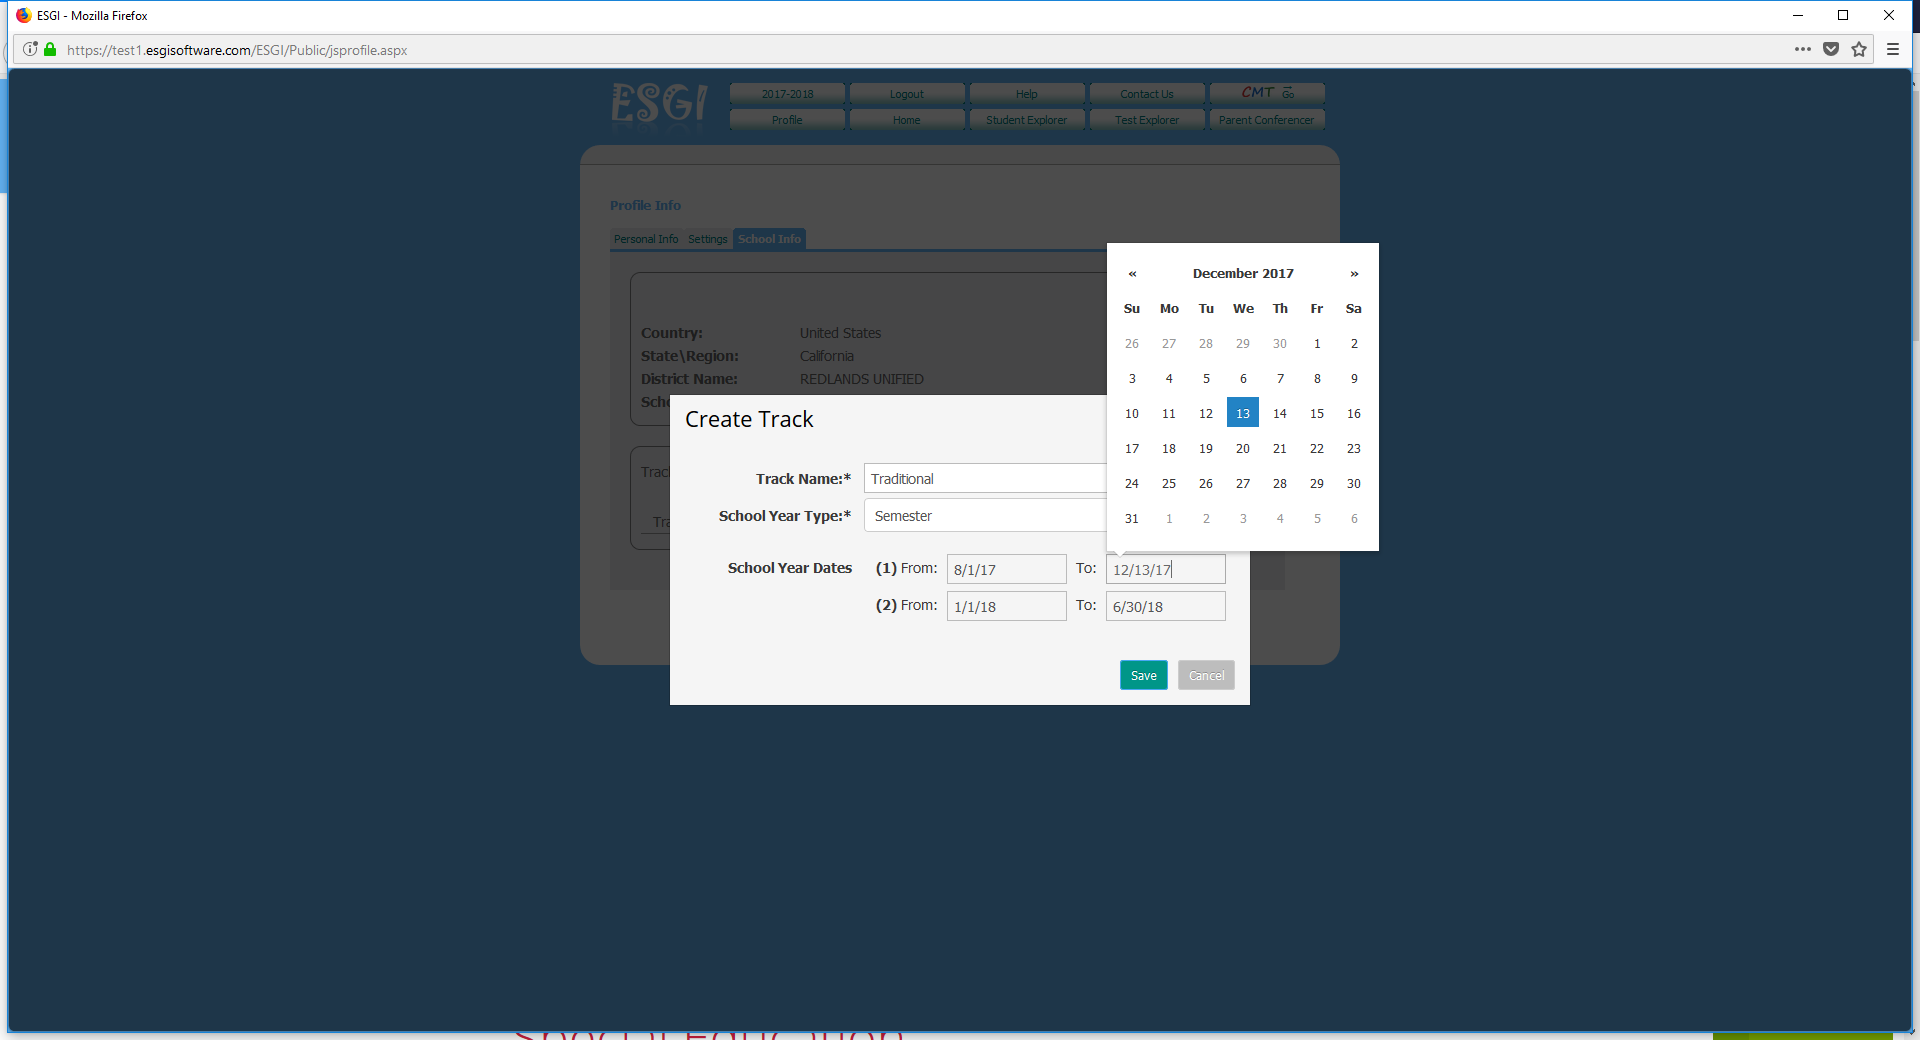 ESGI - Mozilla Firefox
https://test1.esgisoftware.com/ESGI/Public/jsprofile.aspx
ESGI
2017-2018 Logout Help Contact Us CMT Go
Profile Home Student Explorer Test Explorer Parent Conferencer
Profile Info
Personal Info Settings School Info
Country: United States
State\Region: California
District Name: REDLANDS UNIFIED
Create Track
Track Name:* Traditional
School Year Type:* Semester
School Year Dates (1) From: 8/1/17 To: 12/13/17
(2) From: 1/1/18 To: 6/30/18
Save Cancel
« December 2017 »
Su Mo Tu We Th Fr Sa
26 27 28 29 30 1 2
3 4 5 6 7 8 9
10 11 12 13 14 15 16
17 18 19 20 21 22 23
24 25 26 27 28 29 30
31 1 2 3 4 5 6